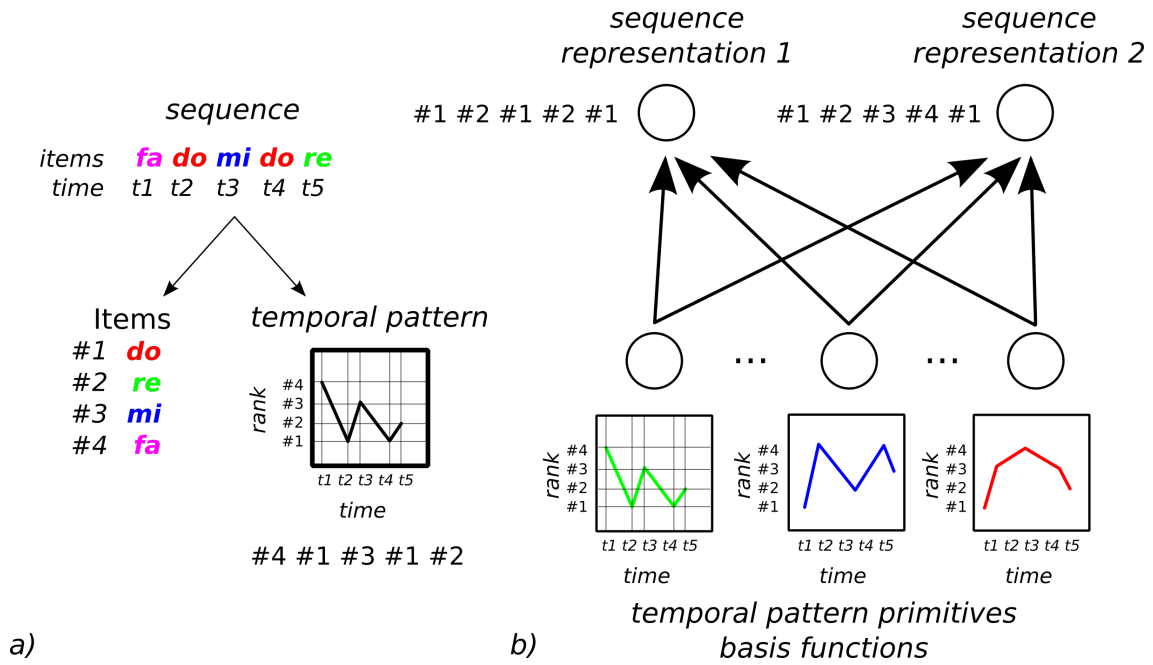 sequence
items fa do mi do re
time t1 t2 t3 t4 t5
Items
#1 do
#2 re
#3 mi
#4 fa
temporal pattern
rank
#4
#3
#2
#1
t1 t2 t3 t4 t5
time
#4 #1 #3 #1 #2
a)
sequence
representation 1
sequence
representation 2
#1 #2 #1 #2 #1
#1 #2 #3 #4 #1
... ...
rank
#4
#3
#2
#1
t1 t2 t3 t4 t5
time
rank
#4
#3
#2
#1
t1 t2 t3 t4 t5
time
rank
#4
#3
#2
#1
t1 t2 t3 t4 t5
time
temporal pattern primitives
basis functions
b)